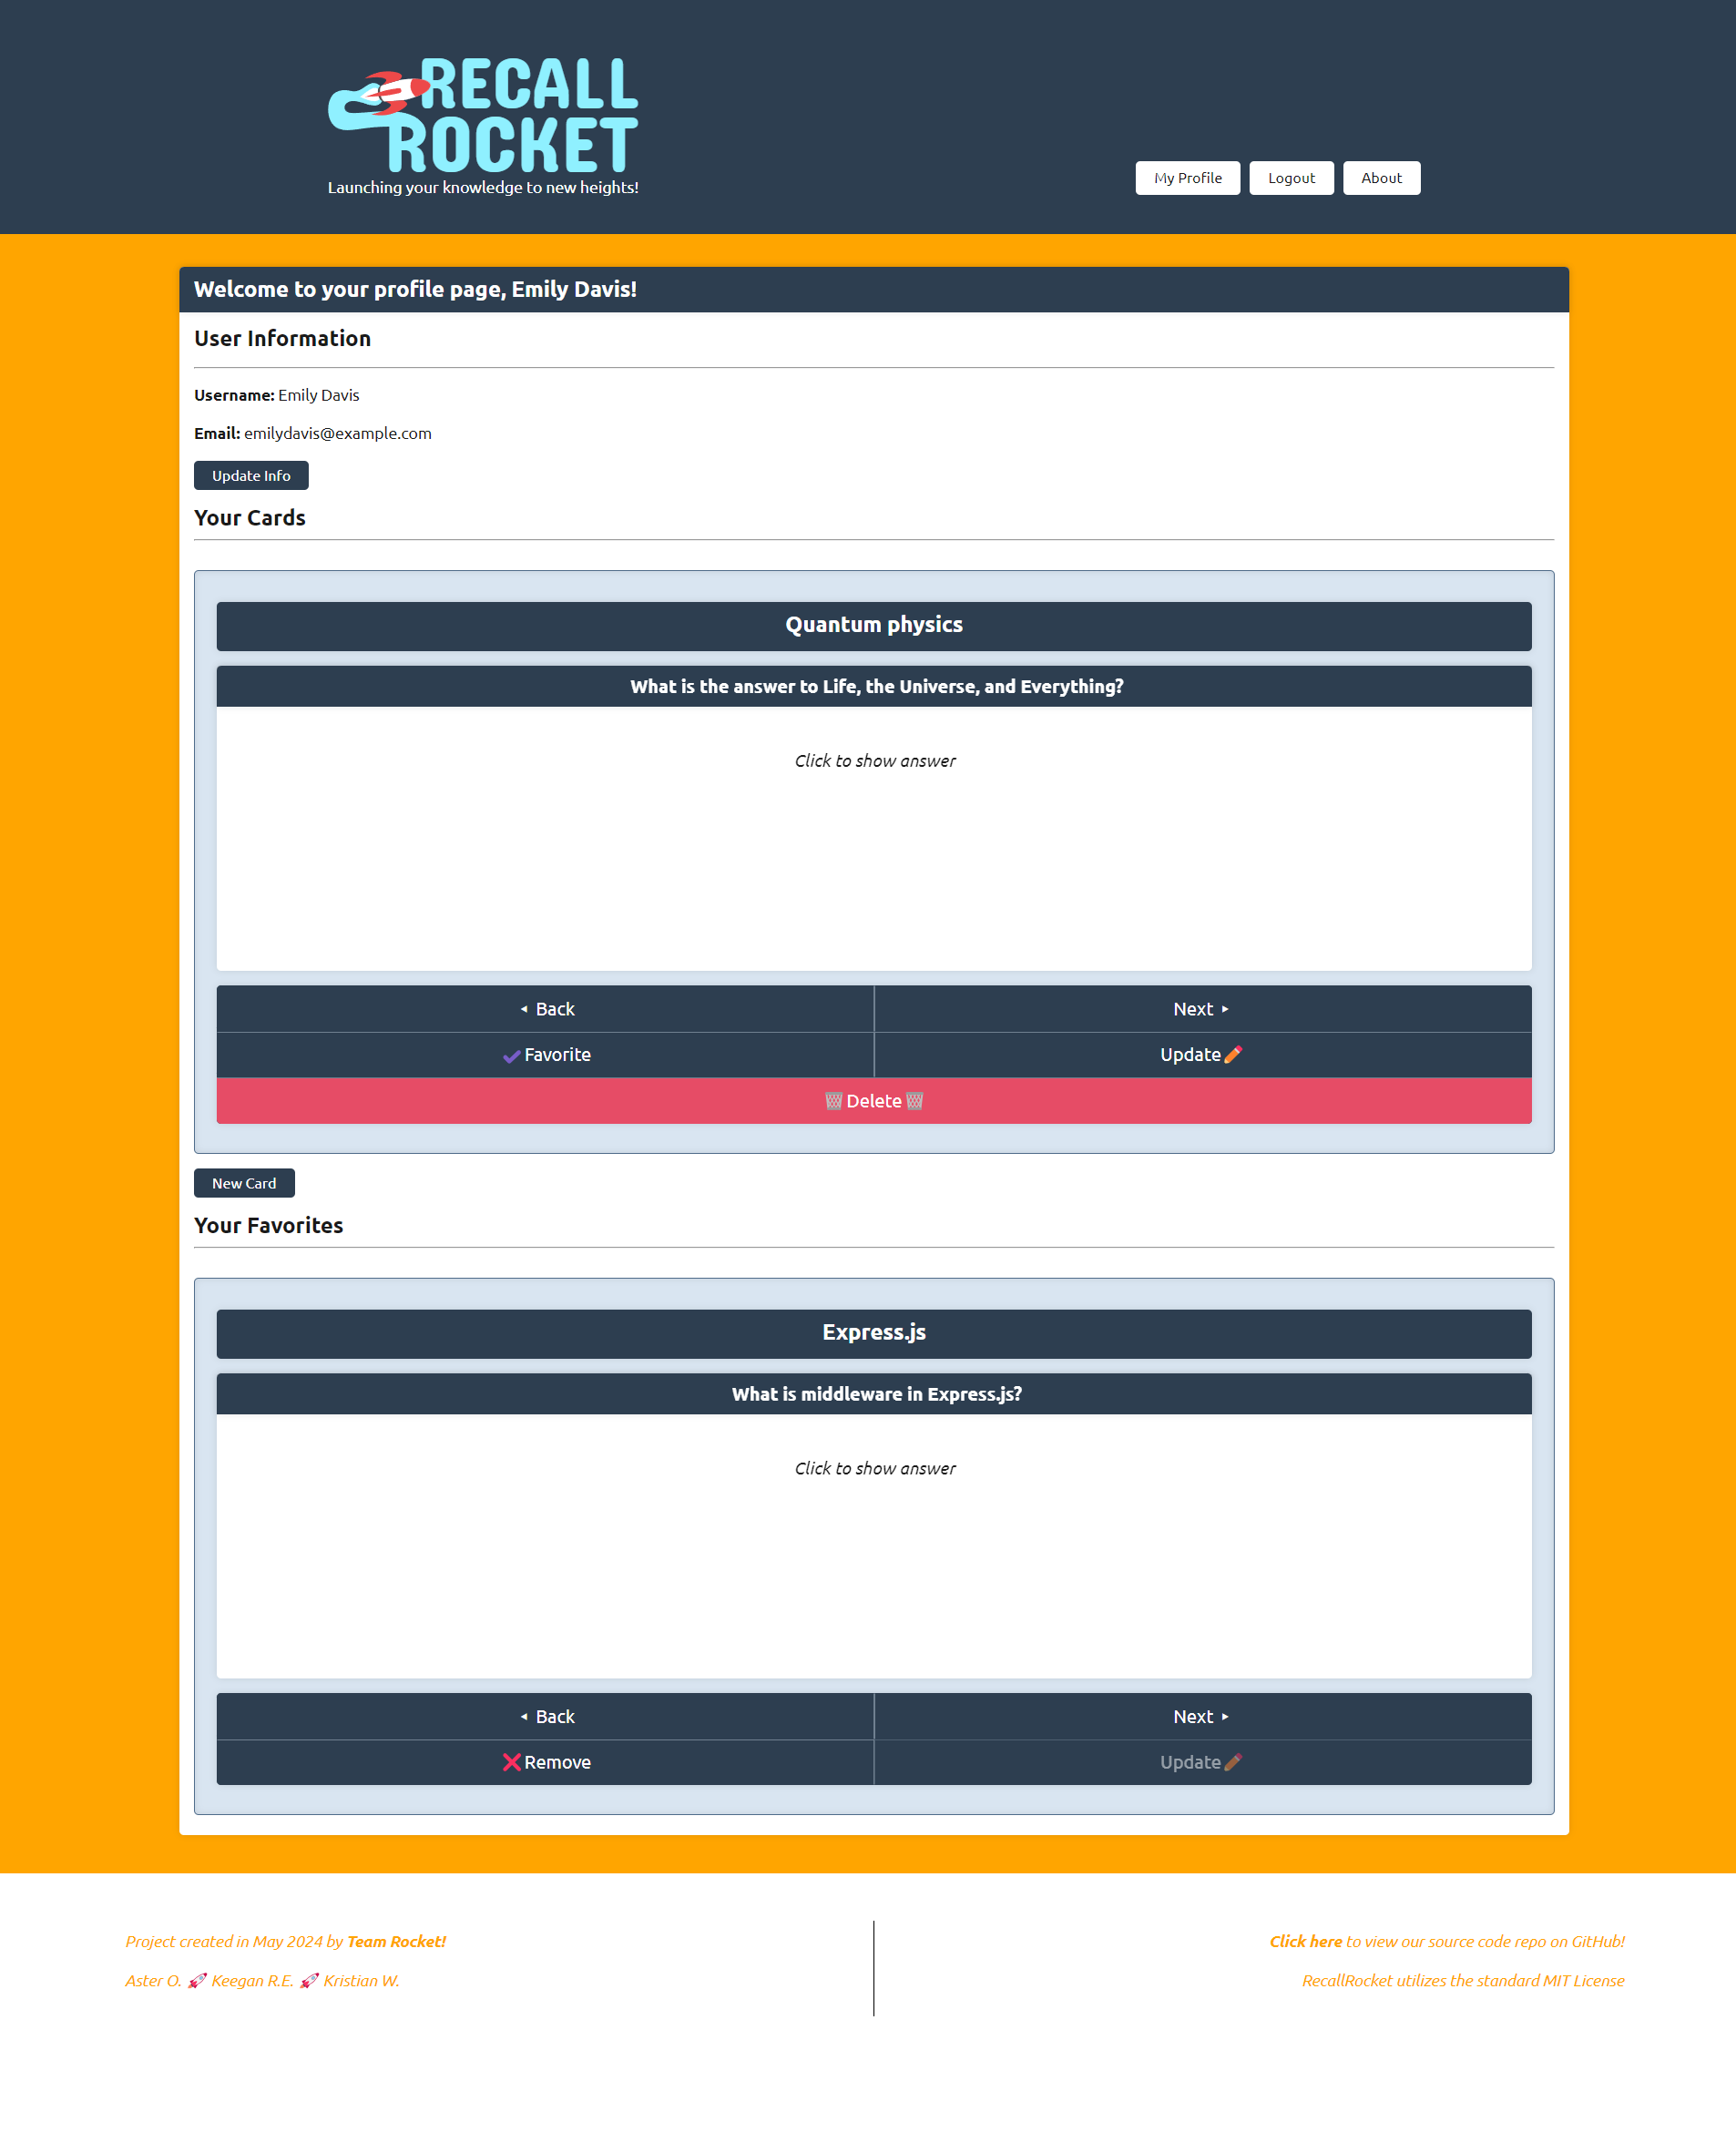 RECALL
ROCKET
Launching your knowledge to new heights!
My Profile
Logout
About
Welcome to your profile page, Emily Davis!
User Information
Username: Emily Davis
Email: emilydavis@example.com
Update Info
Your Cards
Quantum physics
What is the answer to Life, the Universe, and Everything?
Click to show answer
Back
Next
Favorite
Update
Delete
New Card
Your Favorites
Express.js
What is middleware in Express.js?
Click to show answer
Back
Next
Remove
Update
Project created in May 2024 by Team Rocket!
Aster O. 🚀 Keegan R.E. 🚀 Kristian W.
Click here to view our source code repo on GitHub!
RecallRocket utilizes the standard MIT License